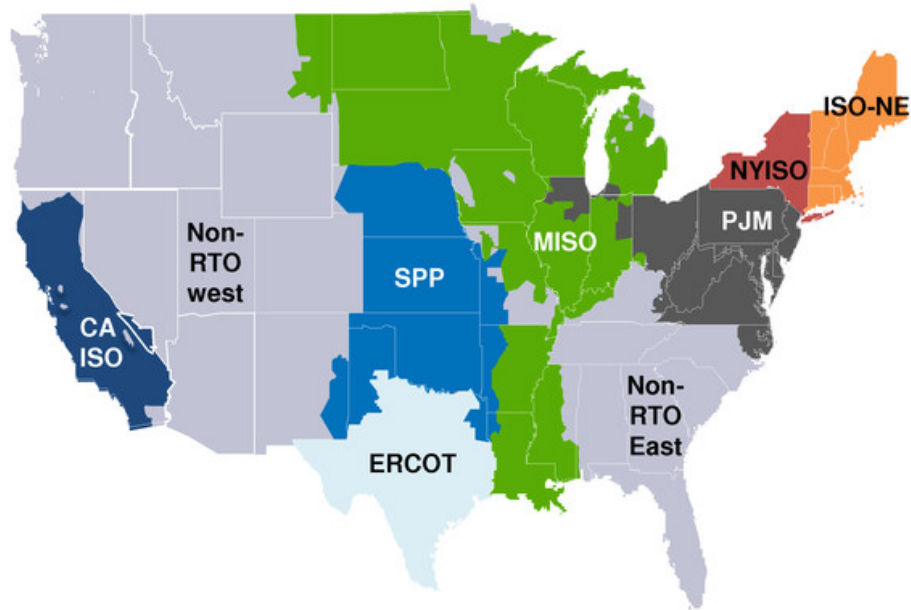 ISO-NE
NYISO
PJM
MISO
Non-
RTO
west
SPP
CA
ISO
Non-
RTO
East
ERCOT